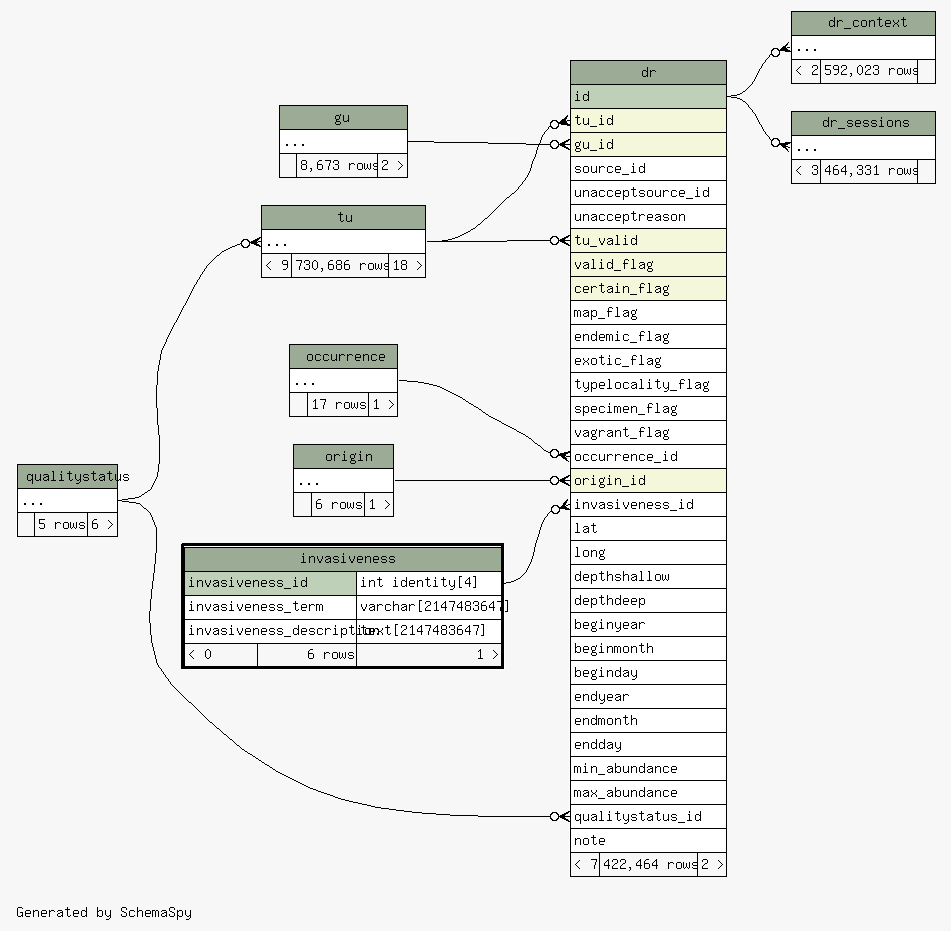 dr_context
...
< 2 592,023 rows
dr_sessions
...
< 3 464,331 rows
gu
...
8,673 rows 2 >
tu
...
< 9 730,686 rows 18 >
occurrence
...
17 rows 1 >
origin
...
6 rows 1 >
qualitystatus
...
5 rows 6 >
invasiveness
invasiveness_id int identity[4]
invasiveness_term varchar[2147483647]
invasiveness_description text[2147483647]
< 0 6 rows 1 >
dr
id
tu_id
gu_id
source_id
unacceptsource_id
unacceptreason
tu_valid
valid_flag
certain_flag
map_flag
endemic_flag
exotic_flag
typelocality_flag
specimen_flag
vagrant_flag
occurrence_id
origin_id
invasiveness_id
lat
long
depthshallow
depthdeep
beginyear
beginmonth
beginday
endyear
endmonth
endday
min_abundance
max_abundance
qualitystatus_id
note
< 7 422,464 rows 2 >
Generated by SchemaSpy